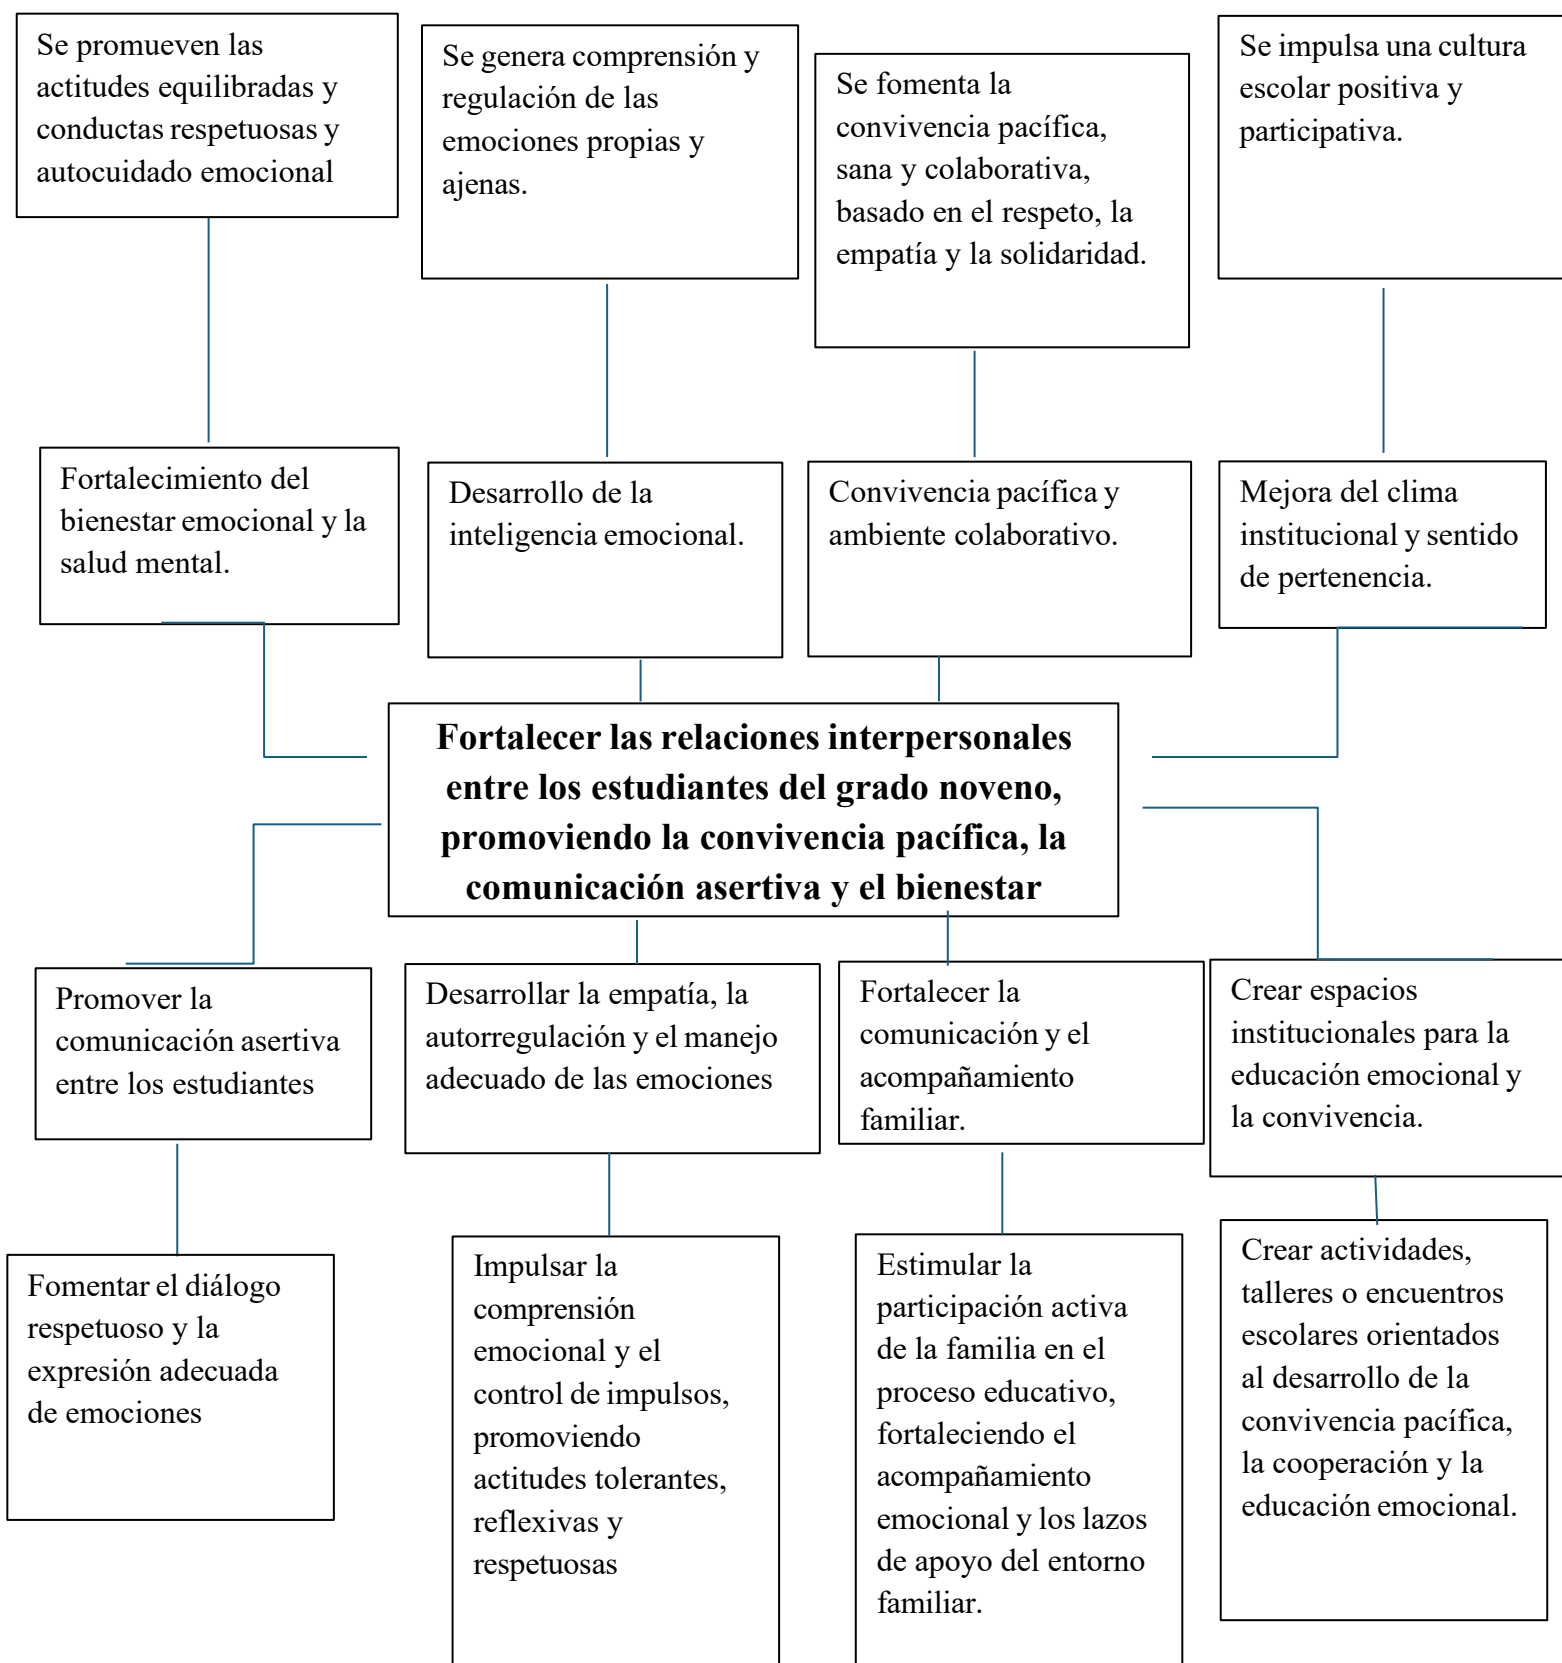 Se promueven las
actitudes equilibradas y
conductas respetuosas y
autocuidado emocional
Se genera comprensión y
regulación de las
emociones propias y
ajenas.
Se fomenta la
convivencia pacífica,
sana y colaborativa,
basado en el respeto, la
empatía y la solidaridad.
Se impulsa una cultura
escolar positiva y
participativa.
Fortalecimiento del
bienestar emocional y la
salud mental.
Desarrollo de la
inteligencia emocional.
Convivencia pacífica y
ambiente colaborativo.
Mejora del clima
institucional y sentido
de pertenencia.
Fortalecer las relaciones interpersonales
entre los estudiantes del grado noveno,
promoviendo la convivencia pacífica, la
comunicación asertiva y el bienestar
Promover la
comunicación asertiva
entre los estudiantes
Desarrollar la empatía, la
autorregulación y el manejo
adecuado de las emociones
Fortalecer la
comunicación y el
acompañamiento
familiar.
Crear espacios
institucionales para la
educación emocional y
la convivencia.
Fomentar el diálogo
respetuoso y la
expresión adecuada
de emociones
Impulsar la
comprensión
emocional y el
control de impulsos,
promoviendo
actitudes tolerantes,
reflexivas y
respetuosas
Estimular la
participación activa
de la familia en el
proceso educativo,
fortaleciendo el
acompañamiento
emocional y los lazos
de apoyo del entorno
familiar.
Crear actividades,
talleres o encuentros
escolares orientados
al desarrollo de la
convivencia pacífica,
la cooperación y la
educación emocional.